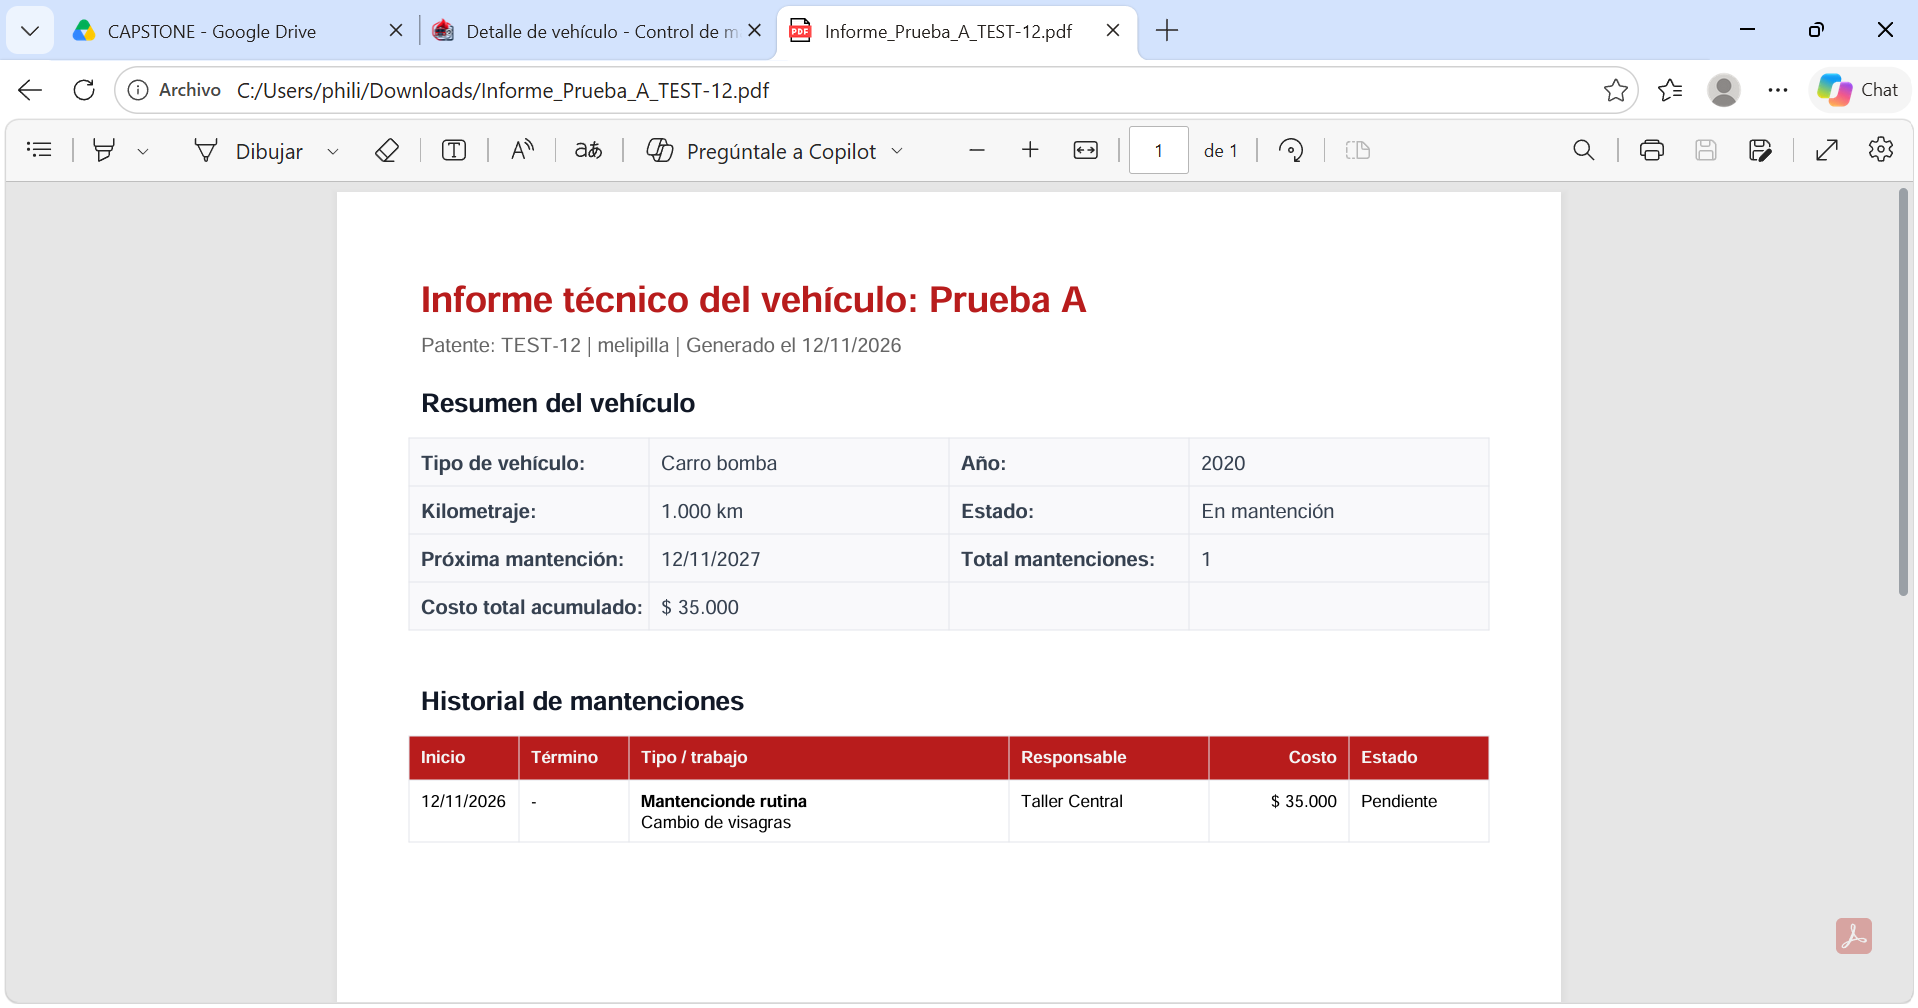 CAPSTONE - Google Drive
Detalle de vehículo - Control de m
Informe_Prueba_A_TEST-12.pdf
Archivo C:/Users/phili/Downloads/Informe_Prueba_A_TEST-12.pdf
Chat
Dibujar
Pregúntale a Copilot
1 de 1
Informe técnico del vehículo: Prueba A
Patente: TEST-12 | melipilla | Generado el 12/11/2026
Resumen del vehículo
Tipo de vehículo: Carro bomba Año: 2020
Kilometraje: 1.000 km Estado: En mantención
Próxima mantención: 12/11/2027 Total mantenciones: 1
Costo total acumulado: $ 35.000
Historial de mantenciones
Inicio Término Tipo / trabajo Responsable Costo Estado
12/11/2026 - Mantencionde rutina Taller Central $ 35.000 Pendiente
Cambio de visagras